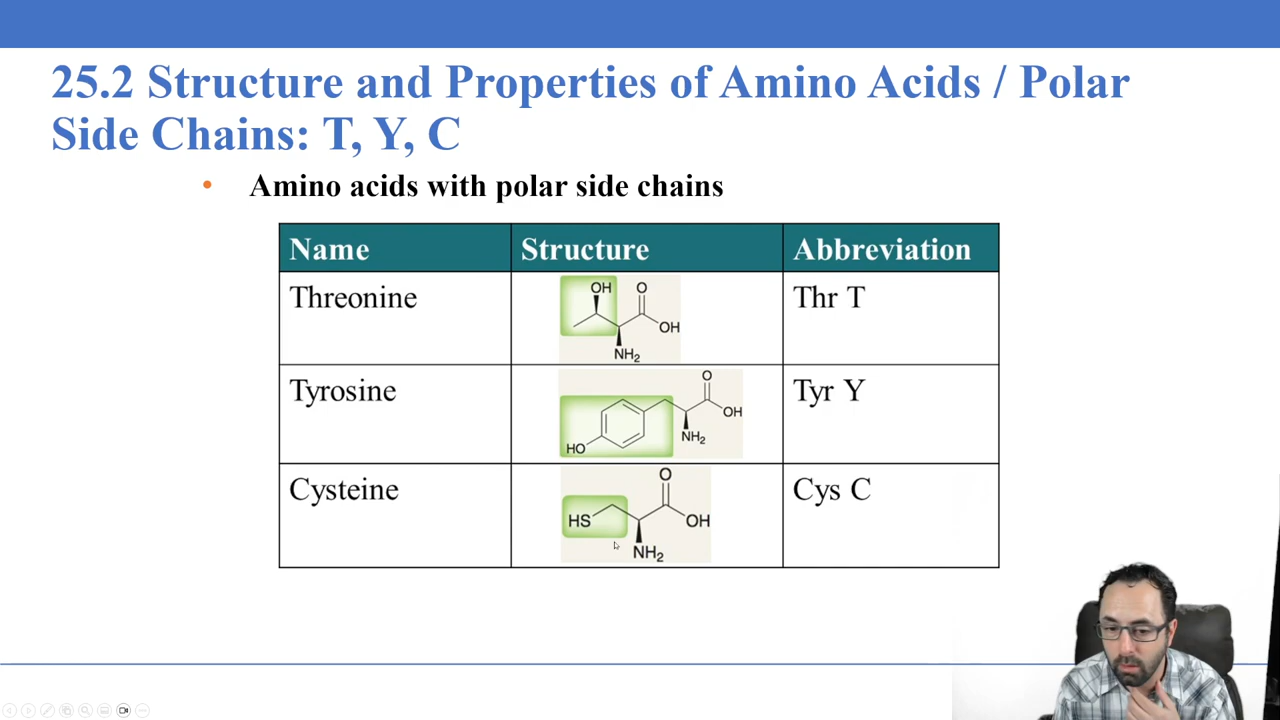 25.2 Structure and Properties of Amino Acids / Polar
Side Chains: T, Y, C
• Amino acids with polar side chains
Name Structure Abbreviation
Threonine Thr T
OH O
OH
NH₂
Tyrosine Tyr Y
O
OH
NH₂
HO
Cysteine Cys C
O
HS OH
NH₂